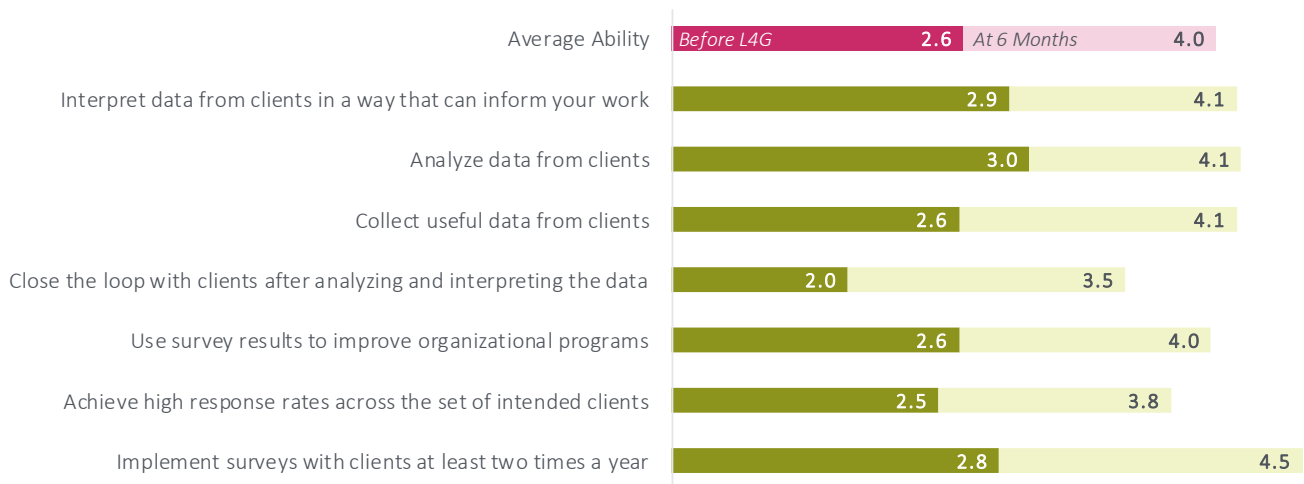 Average Ability Before L4G 2.6 At 6 Months 4.0
Interpret data from clients in a way that can inform your work 2.9 4.1
Analyze data from clients 3.0 4.1
Collect useful data from clients 2.6 4.1
Close the loop with clients after analyzing and interpreting the data 2.0 3.5
Use survey results to improve organizational programs 2.6 4.0
Achieve high response rates across the set of intended clients 2.5 3.8
Implement surveys with clients at least two times a year 2.8 4.5